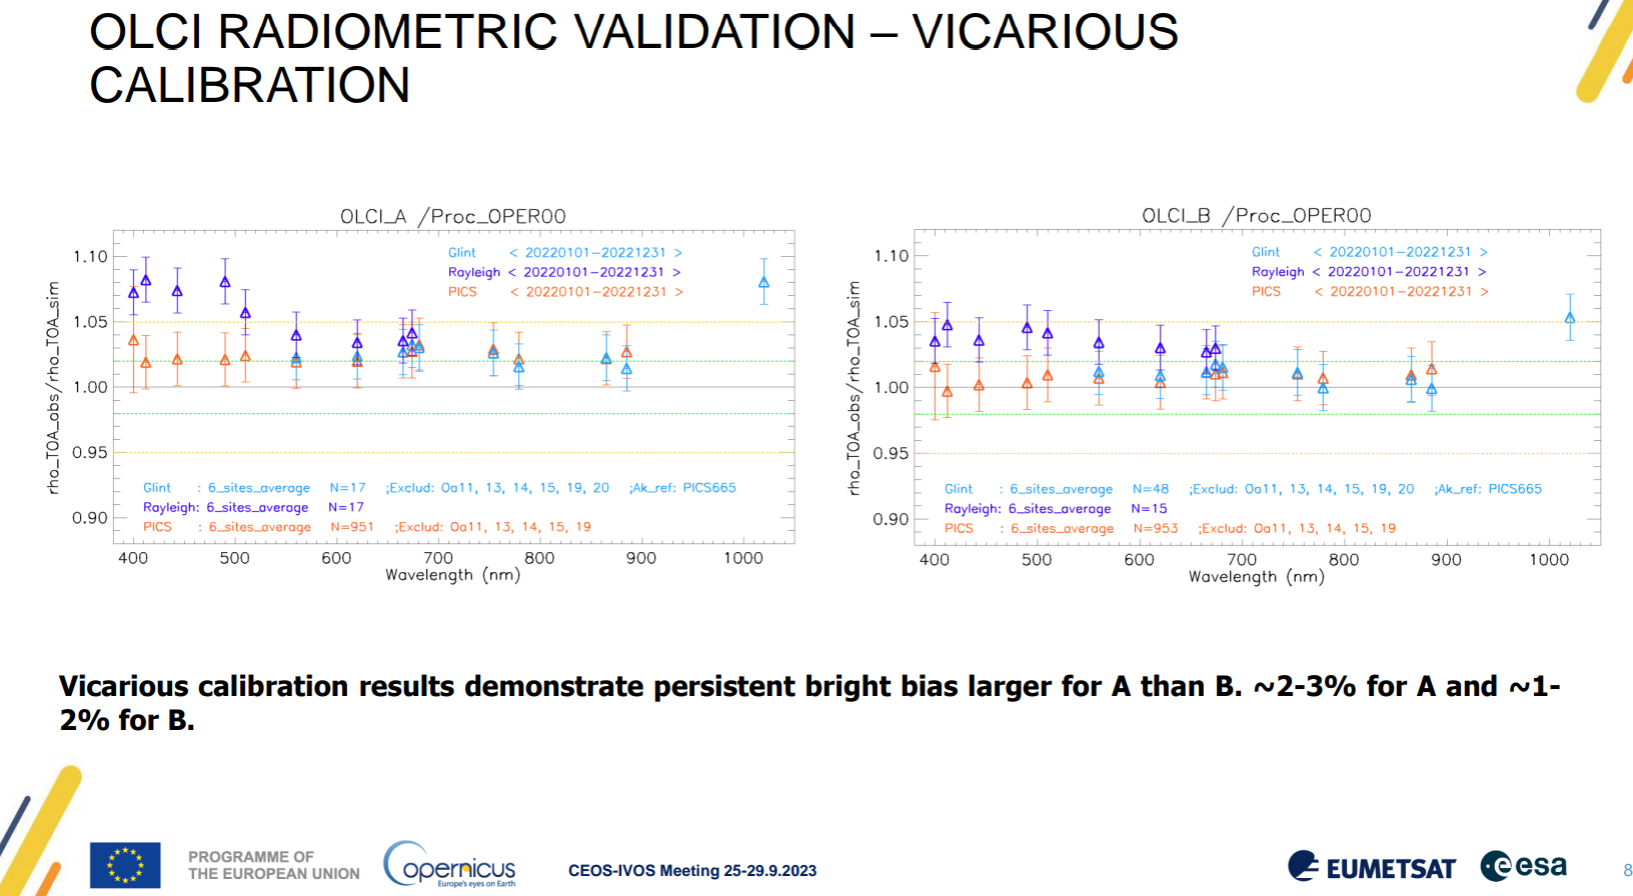 OLCI RADIOMETRIC VALIDATION – VICARIOUS
CALIBRATION
OLCI_A /Proc_OPER00
rho_TOA_obs/rho_TOA_sim
1.10
1.05
1.00
0.95
0.90
Glint < 20220101-20221231 >
Rayleigh < 20220101-20221231 >
PICS < 20220101-20221231 >
Glint : 6_sites_average N=17 ;Exclud: Oa11, 13, 14, 15, 19, 20 ;Ak_ref: PICS665
Rayleigh: 6_sites_average N=17
PICS : 6_sites_average N=951 ;Exclud: Oa11, 13, 14, 15, 19
400 500 600 700 800 900 1000
Wavelength (nm)
OLCI_B /Proc_OPER00
rho_TOA_obs/rho_TOA_sim
1.10
1.05
1.00
0.95
0.90
Glint < 20220101-20221231 >
Rayleigh < 20220101-20221231 >
PICS < 20220101-20221231 >
Glint : 6_sites_average N=48 ;Exclud: Oa11, 13, 14, 15, 19, 20 ;Ak_ref: PICS665
Rayleigh: 6_sites_average N=15
PICS : 6_sites_average N=953 ;Exclud: Oa11, 13, 14, 15, 19
400 500 600 700 800 900 1000
Wavelength (nm)
Vicarious calibration results demonstrate persistent bright bias larger for A than B. ~2-3% for A and ~1-
2% for B.
PROGRAMME OF
THE EUROPEAN UNION
opernicus
Europe's eyes on Earth
CEOS-IVOS Meeting 25-29.9.2023
EUMETSAT
esa
8